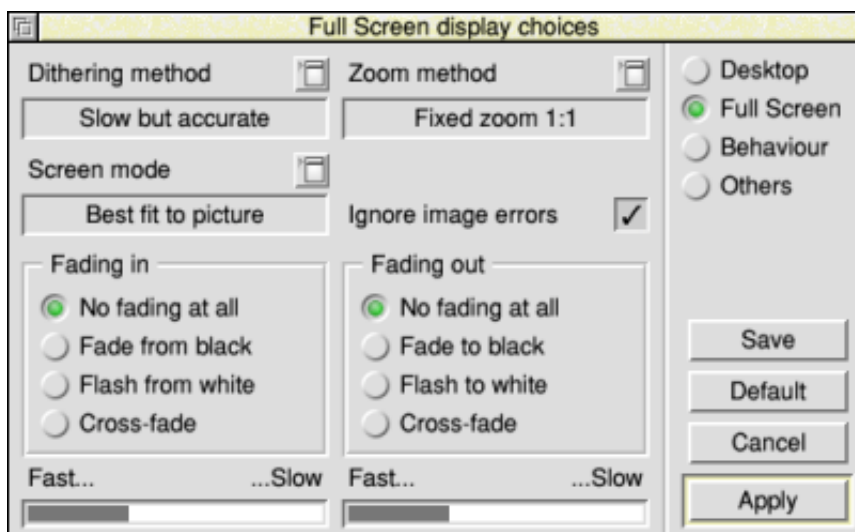 Full Screen display choices
Dithering method
Slow but accurate
Zoom method
Fixed zoom 1:1
Screen mode
Best fit to picture
Ignore image errors
Fading in
No fading at all
Fade from black
Flash from white
Cross-fade
Fast... ...Slow
Fading out
No fading at all
Fade to black
Flash to white
Cross-fade
Fast... ...Slow
Desktop
Full Screen
Behaviour
Others
Save
Default
Cancel
Apply